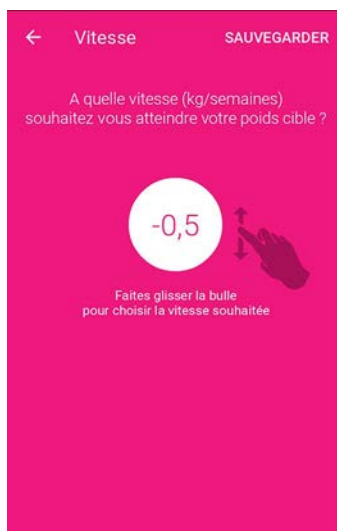 Vitesse SAUVEGARDER
A quelle vitesse (kg/semaines)
souhaitez vous atteindre votre poids cible ?
-0,5
Faites glisser la bulle
pour choisir la vitesse souhaitée